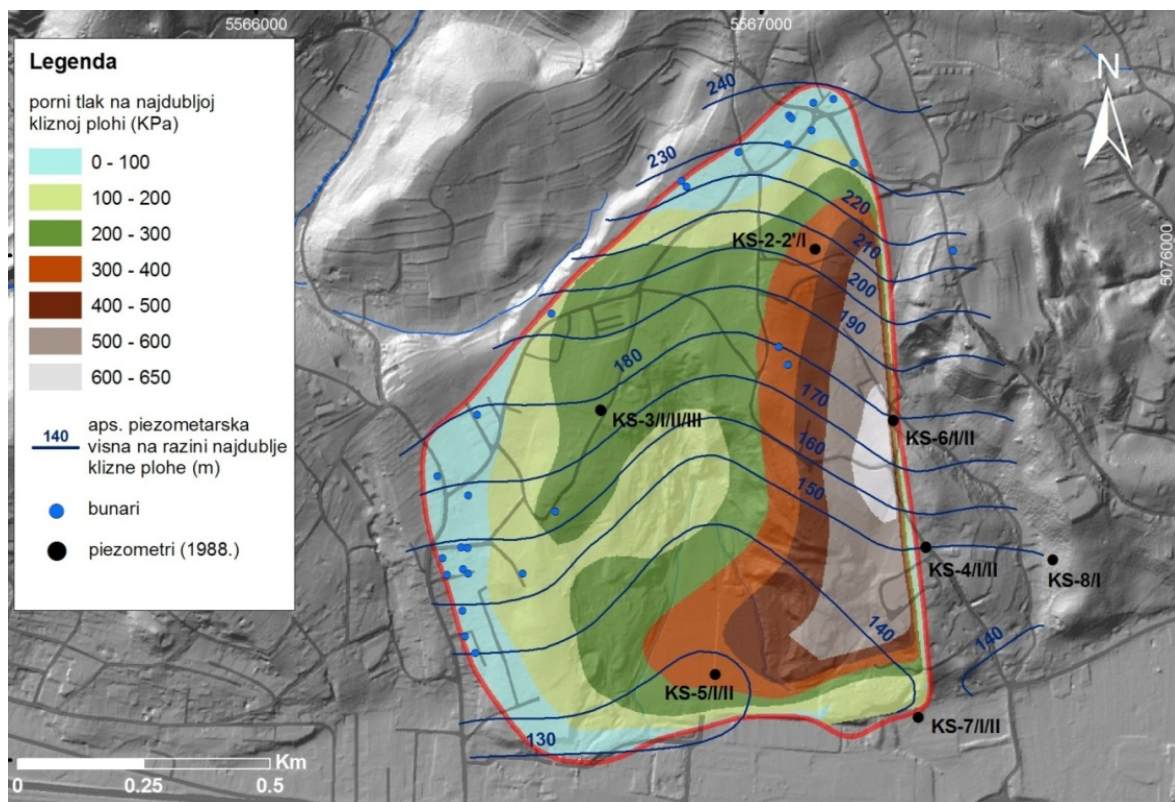 5566000
5567000
5076000
N
Legenda
porni tlak na najdubljoj
kliznoj plohi (KPa)
0 - 100
100 - 200
200 - 300
300 - 400
400 - 500
500 - 600
600 - 650
140
aps. piezometarska
visna na razini najdublje
klizne plohe (m)
bunari
piezometri (1988.)
240
230
220
KS-2-2'/I
210
200
190
180
KS-3/I/II/III
170
KS-6/I/II
160
150
KS-4/I/II
KS-8/I
140
140
KS-5/I/II
KS-7/I/II
130
Km
0
0.25
0.5